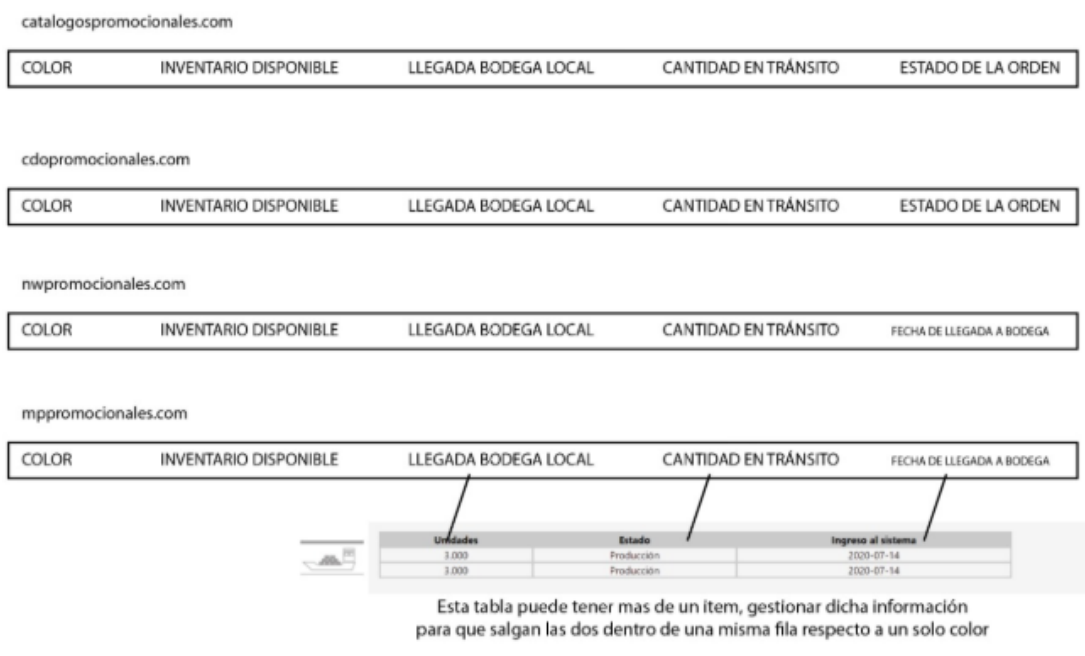 catalogospromocionales.com
COLOR INVENTARIO DISPONIBLE LLEGADA BODEGA LOCAL CANTIDAD EN TRÁNSITO ESTADO DE LA ORDEN
cdopromocionales.com
COLOR INVENTARIO DISPONIBLE LLEGADA BODEGA LOCAL CANTIDAD EN TRÁNSITO ESTADO DE LA ORDEN
nwpromocionales.com
COLOR INVENTARIO DISPONIBLE LLEGADA BODEGA LOCAL CANTIDAD EN TRÁNSITO FECHA DE LLEGADA A BODEGA
mppromocionales.com
COLOR INVENTARIO DISPONIBLE LLEGADA BODEGA LOCAL CANTIDAD EN TRÁNSITO FECHA DE LLEGADA A BODEGA
Unidades Estado Ingreso al sistema
3.000 Producción 2020-07-14
3.000 Producción 2020-07-14
Esta tabla puede tener mas de un item, gestionar dicha información
para que salgan las dos dentro de una misma fila respecto a un solo color